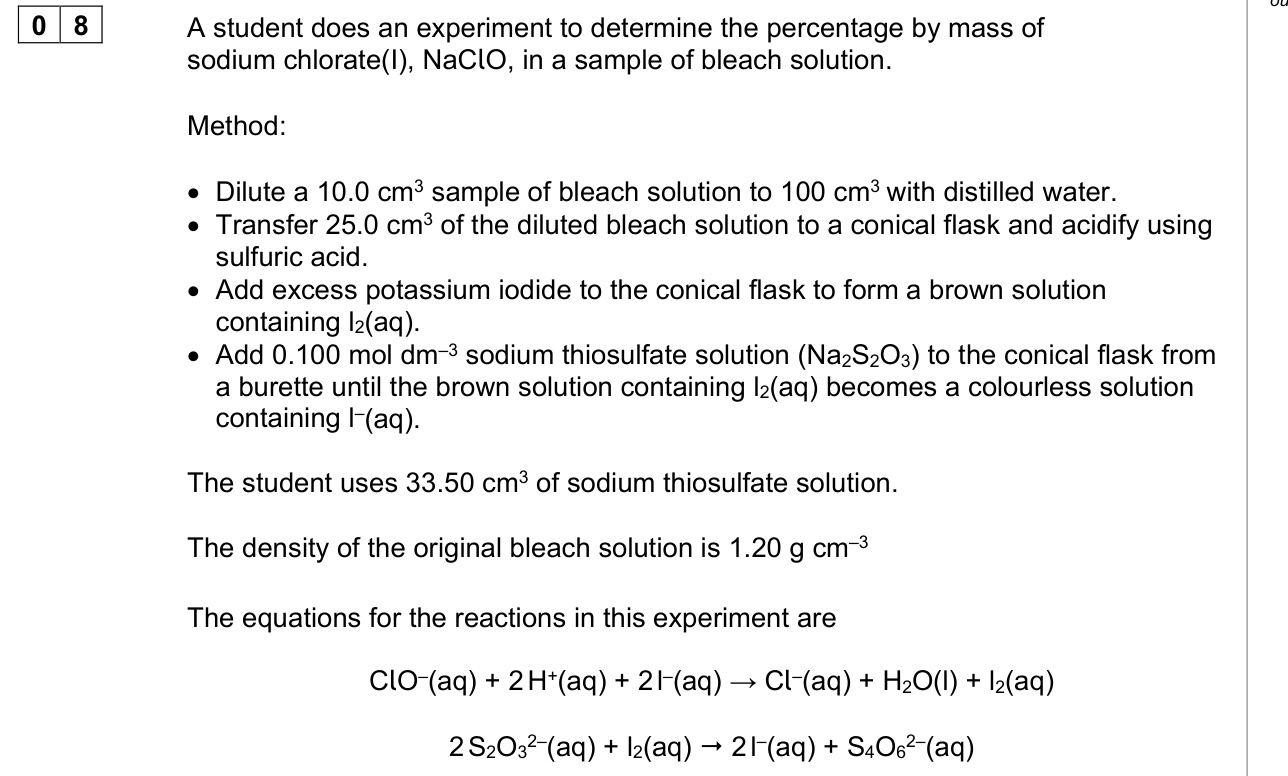 0 8
A student does an experiment to determine the percentage by mass of
sodium chlorate(I), NaClO, in a sample of bleach solution.
Method:
• Dilute a 10.0 cm³ sample of bleach solution to 100 cm³ with distilled water.
• Transfer 25.0 cm³ of the diluted bleach solution to a conical flask and acidify using
sulfuric acid.
• Add excess potassium iodide to the conical flask to form a brown solution
containing I₂(aq).
• Add 0.100 mol dm⁻³ sodium thiosulfate solution (Na₂S₂O₃) to the conical flask from
a burette until the brown solution containing I₂(aq) becomes a colourless solution
containing I⁻(aq).
The student uses 33.50 cm³ of sodium thiosulfate solution.
The density of the original bleach solution is 1.20 g cm⁻³
The equations for the reactions in this experiment are
ClO⁻(aq) + 2 H⁺(aq) + 2 I⁻(aq) → Cl⁻(aq) + H₂O(l) + I₂(aq)
2 S₂O₃²⁻(aq) + I₂(aq) → 2 I⁻(aq) + S₄O₆²⁻(aq)